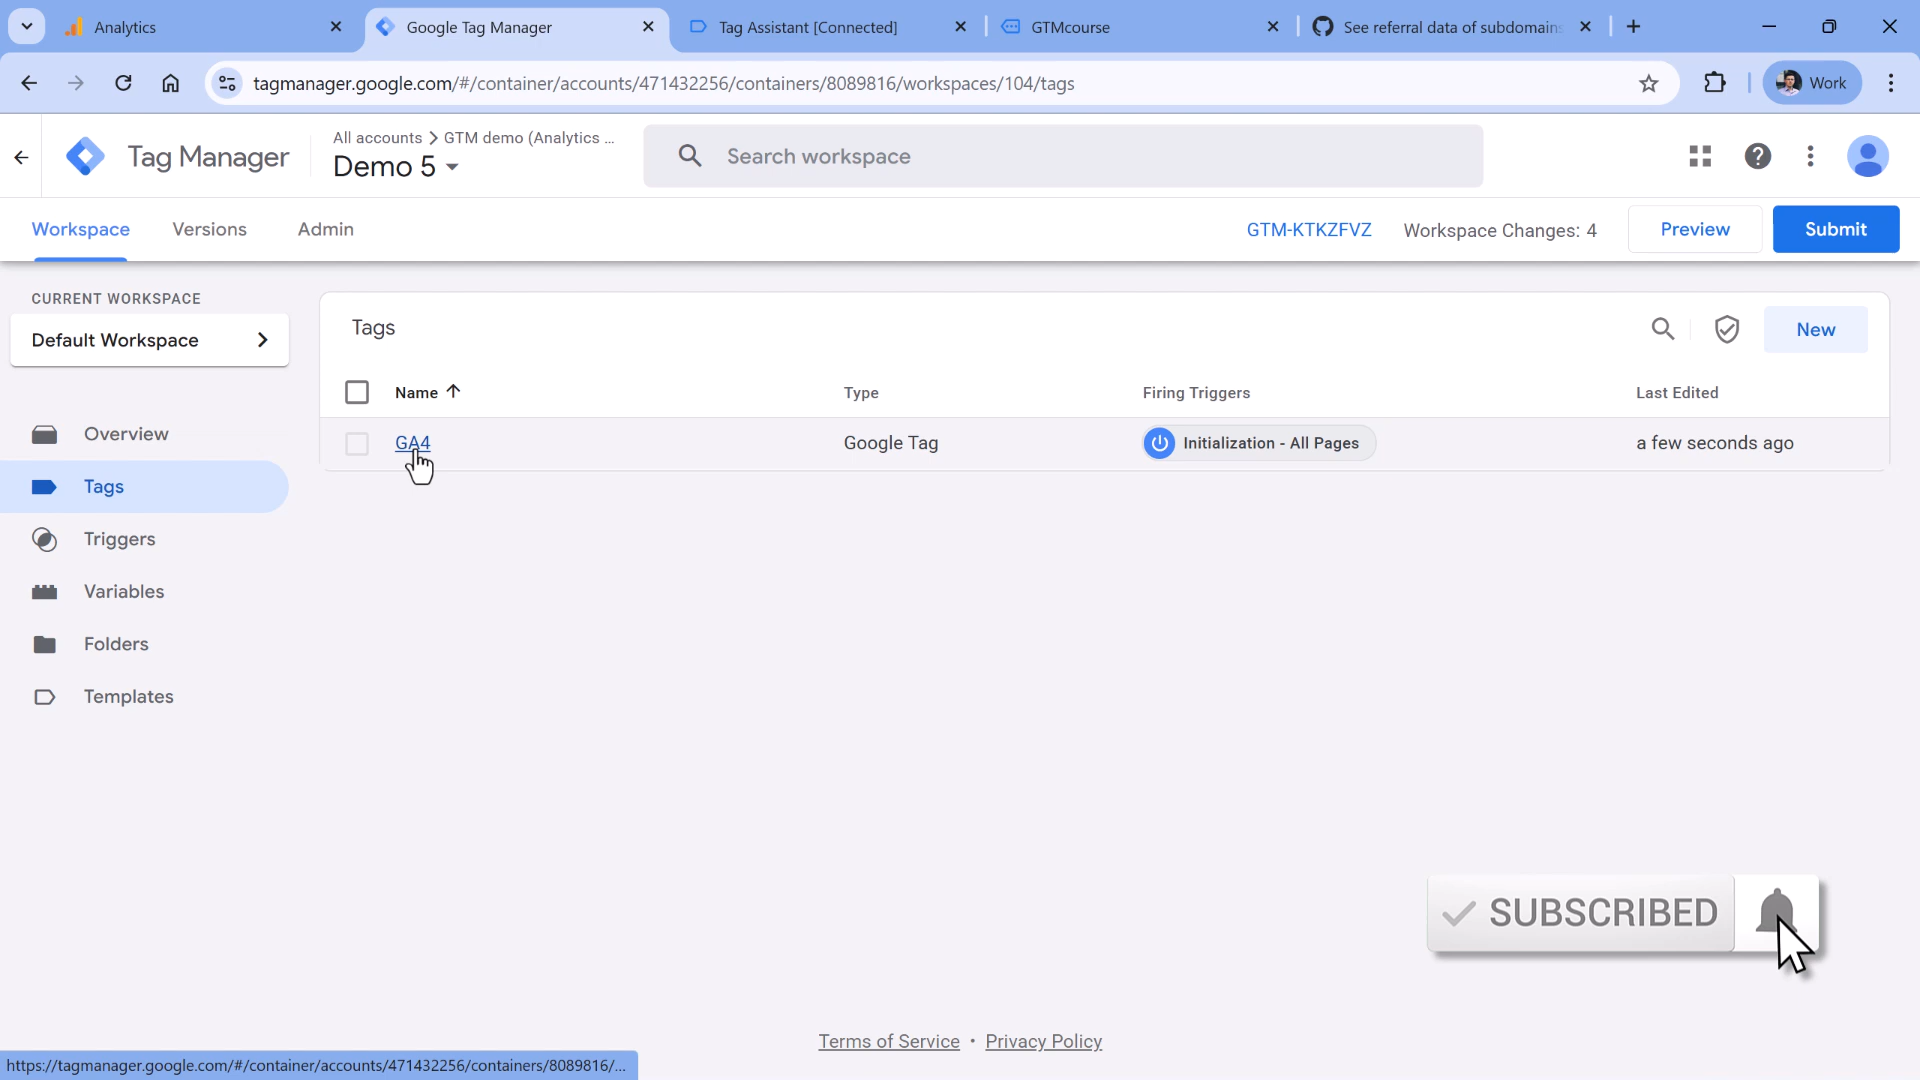 Analytics
Google Tag Manager
Tag Assistant [Connected]
GTMcourse
See referral data of subdomains
tagmanager.google.com/#/container/accounts/471432256/containers/8089816/workspaces/104/tags
Work
Tag Manager
All accounts > GTM demo (Analytics ...
Demo 5
Search workspace
Workspace
Versions
Admin
GTM-KTKZFVZ
Workspace Changes: 4
Preview
Submit
CURRENT WORKSPACE
Default Workspace
Overview
Tags
Triggers
Variables
Folders
Templates
Tags
New
Name
Type
Firing Triggers
Last Edited
GA4
Google Tag
Initialization - All Pages
a few seconds ago
SUBSCRIBED
Terms of Service • Privacy Policy
https://tagmanager.google.com/#/container/accounts/471432256/containers/8089816/...